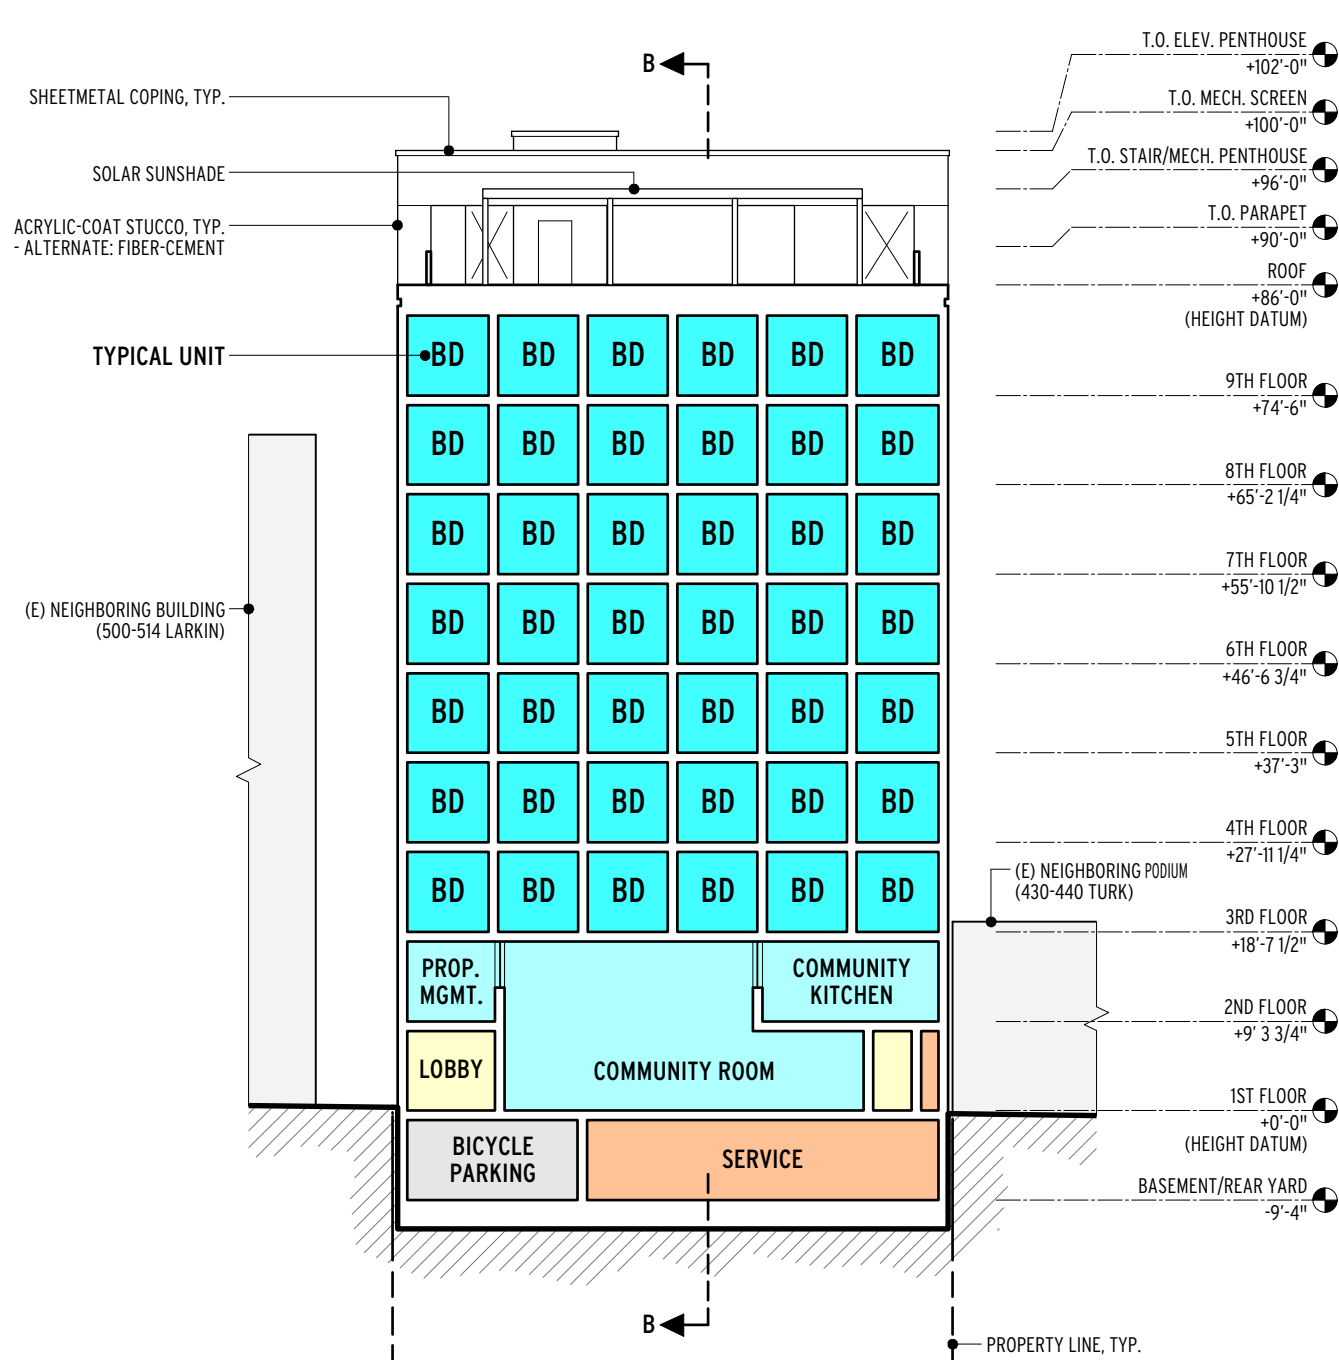 B
T.O. ELEV. PENTHOUSE
+102'-0"
SHEETMETAL COPING, TYP.
T.O. MECH. SCREEN
+100'-0"
SOLAR SUNSHADE
T.O. STAIR/MECH. PENTHOUSE
+96'-0"
ACRYLIC-COAT STUCCO, TYP.
- ALTERNATE: FIBER-CEMENT
T.O. PARAPET
+90'-0"
ROOF
+86'-0"
(HEIGHT DATUM)
TYPICAL UNIT
BD BD BD BD BD BD
9TH FLOOR
+74'-6"
BD BD BD BD BD BD
8TH FLOOR
+65'-2 1/4"
BD BD BD BD BD BD
7TH FLOOR
+55'-10 1/2"
(E) NEIGHBORING BUILDING
(500-514 LARKIN)
BD BD BD BD BD BD
6TH FLOOR
+46'-6 3/4"
BD BD BD BD BD BD
5TH FLOOR
+37'-3"
BD BD BD BD BD BD
4TH FLOOR
+27'-11 1/4"
(E) NEIGHBORING PODIUM
(430-440 TURK)
BD BD BD BD BD BD
3RD FLOOR
+18'-7 1/2"
PROP.
MGMT.
COMMUNITY
KITCHEN
2ND FLOOR
+9' 3 3/4"
LOBBY
COMMUNITY ROOM
1ST FLOOR
+0'-0"
(HEIGHT DATUM)
BICYCLE
PARKING
SERVICE
BASEMENT/REAR YARD
-9'-4"
B
PROPERTY LINE, TYP.